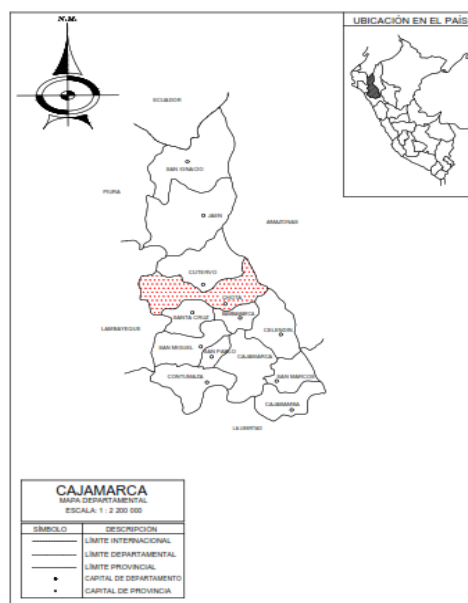 N.M.
UBICACIÓN EN EL PAÍS
ECUADOR
SAN IGNACIO
PIURA
JAEN
AMAZONAS
CUTERVO
CHOTA
SANTA CRUZ
LAMBAYEQUE
CELENDIN
SAN MIGUEL
SAN PABLO
CAJAMARCA
CONTUMAZA
SAN MARCOS
LA LIBERTAD
CAJAMARCA
MAPA DEPARTAMENTAL
ESCALA: 1 : 2 200 000
SÍMBOLO DESCRIPCIÓN
LÍMITE INTERNACIONAL
LÍMITE DEPARTAMENTAL
LÍMITE PROVINCIAL
CAPITAL DE DEPARTAMENTO
CAPITAL DE PROVINCIA